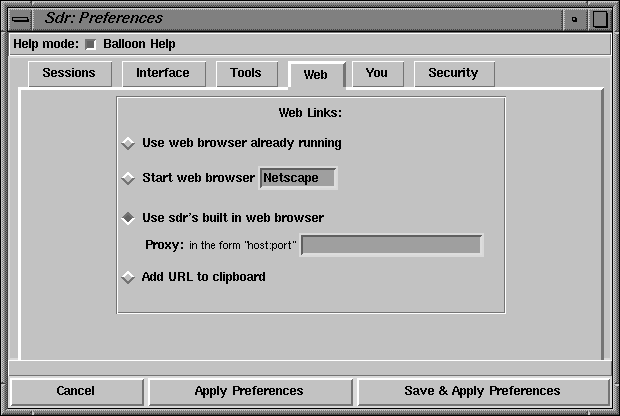 Sdr: Preferences
Help mode: Balloon Help
Sessions Interface Tools Web You Security
Web Links:
Use web browser already running
Start web browser Netscape
Use sdr's built in web browser
Proxy: in the form "host:port"
Add URL to clipboard
Cancel Apply Preferences Save & Apply Preferences